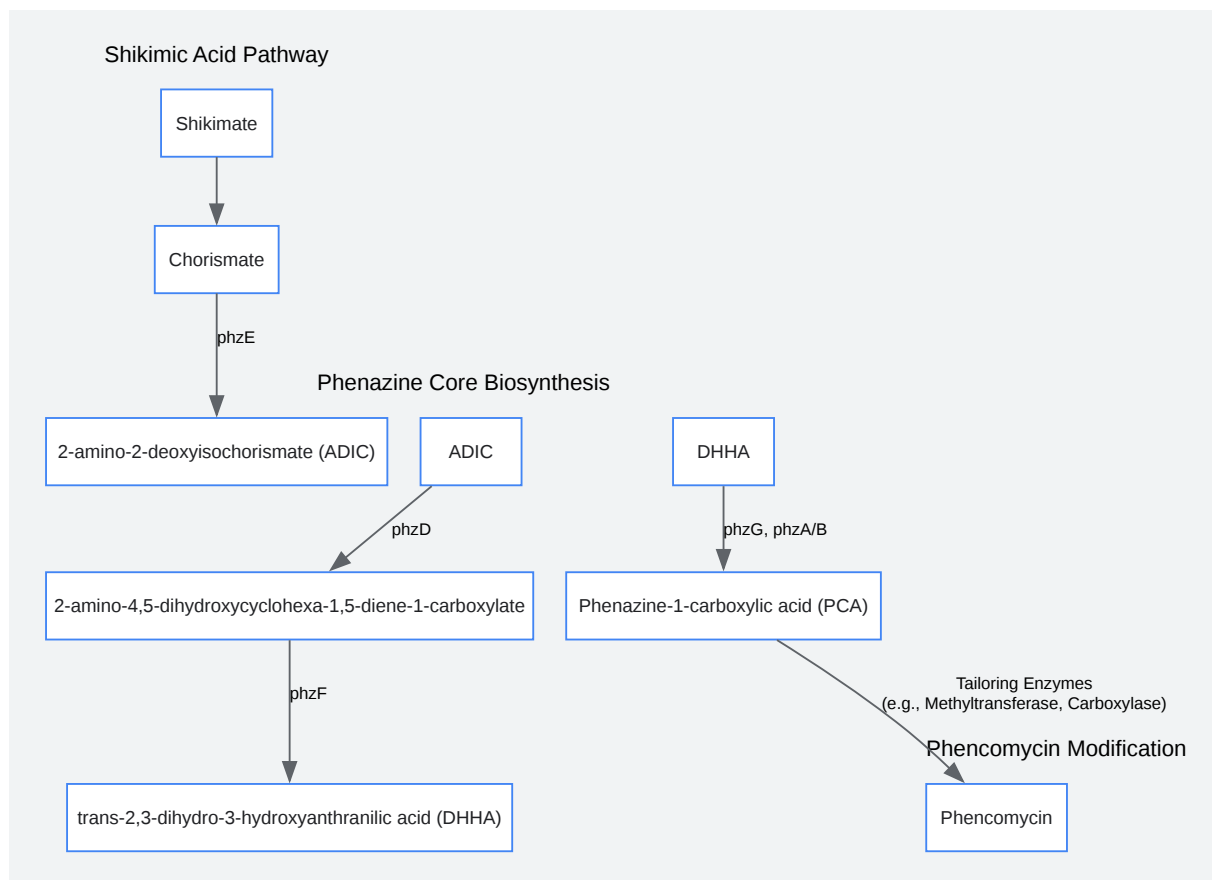 Shikimic Acid Pathway
Shikimate
Chorismate
phzE
Phenazine Core Biosynthesis
2-amino-2-deoxyisochorismate (ADIC)
ADIC
DHHA
phzD
phzG, phzA/B
2-amino-4,5-dihydroxycyclohexa-1,5-diene-1-carboxylate
Phenazine-1-carboxylic acid (PCA)
phzF
Tailoring Enzymes
(e.g., Methyltransferase, Carboxylase)
Phencomycin Modification
trans-2,3-dihydro-3-hydroxyanthranilic acid (DHHA)
Phencomycin